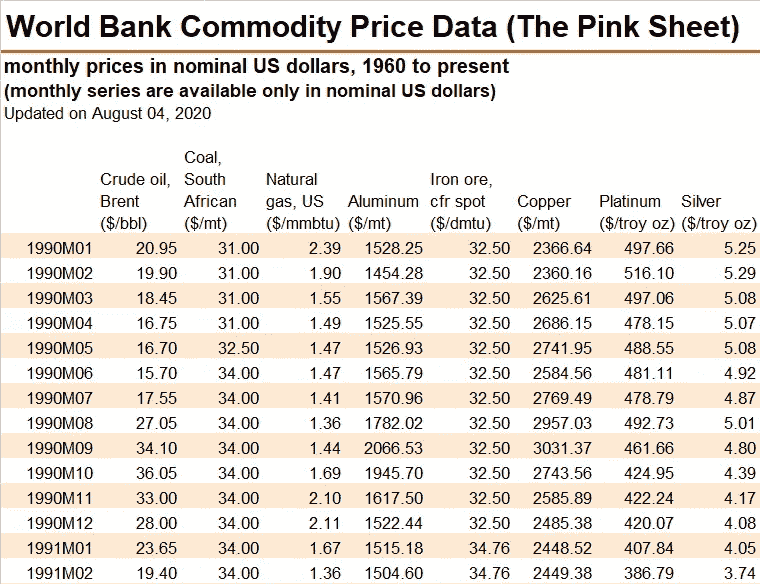 World Bank Commodity Price Data (The Pink Sheet)
monthly prices in nominal US dollars, 1960 to present
(monthly series are available only in nominal US dollars)
Updated on August 04, 2020
Coal,
Crude oil, South Natural Iron ore,
Brent African gas, US Aluminum cfr spot Copper Platinum Silver
($/bbl) ($/mt) ($/mmbtu) ($/mt) ($/dmtu) ($/mt) ($/troy oz) ($/troy oz)
1990M01 20.95 31.00 2.39 1528.25 32.50 2366.64 497.66 5.25
1990M02 19.90 31.00 1.90 1454.28 32.50 2360.16 516.10 5.29
1990M03 18.45 31.00 1.55 1567.39 32.50 2625.61 497.06 5.08
1990M04 16.75 31.00 1.49 1525.55 32.50 2686.15 478.15 5.07
1990M05 16.70 32.50 1.47 1526.93 32.50 2741.95 488.55 5.08
1990M06 15.70 34.00 1.47 1565.79 32.50 2584.56 481.11 4.92
1990M07 17.55 34.00 1.41 1570.96 32.50 2769.49 478.79 4.87
1990M08 27.05 34.00 1.36 1782.02 32.50 2957.03 492.73 5.01
1990M09 34.10 34.00 1.44 2066.53 32.50 3031.37 461.66 4.80
1990M10 36.05 34.00 1.69 1945.70 32.50 2743.56 424.95 4.39
1990M11 33.00 34.00 2.10 1617.50 32.50 2585.89 422.24 4.17
1990M12 28.00 34.00 2.11 1522.44 32.50 2485.38 420.07 4.08
1991M01 23.65 34.00 1.67 1515.18 34.76 2448.52 407.84 4.05
1991M02 19.40 34.00 1.36 1504.60 34.76 2449.38 386.79 3.74